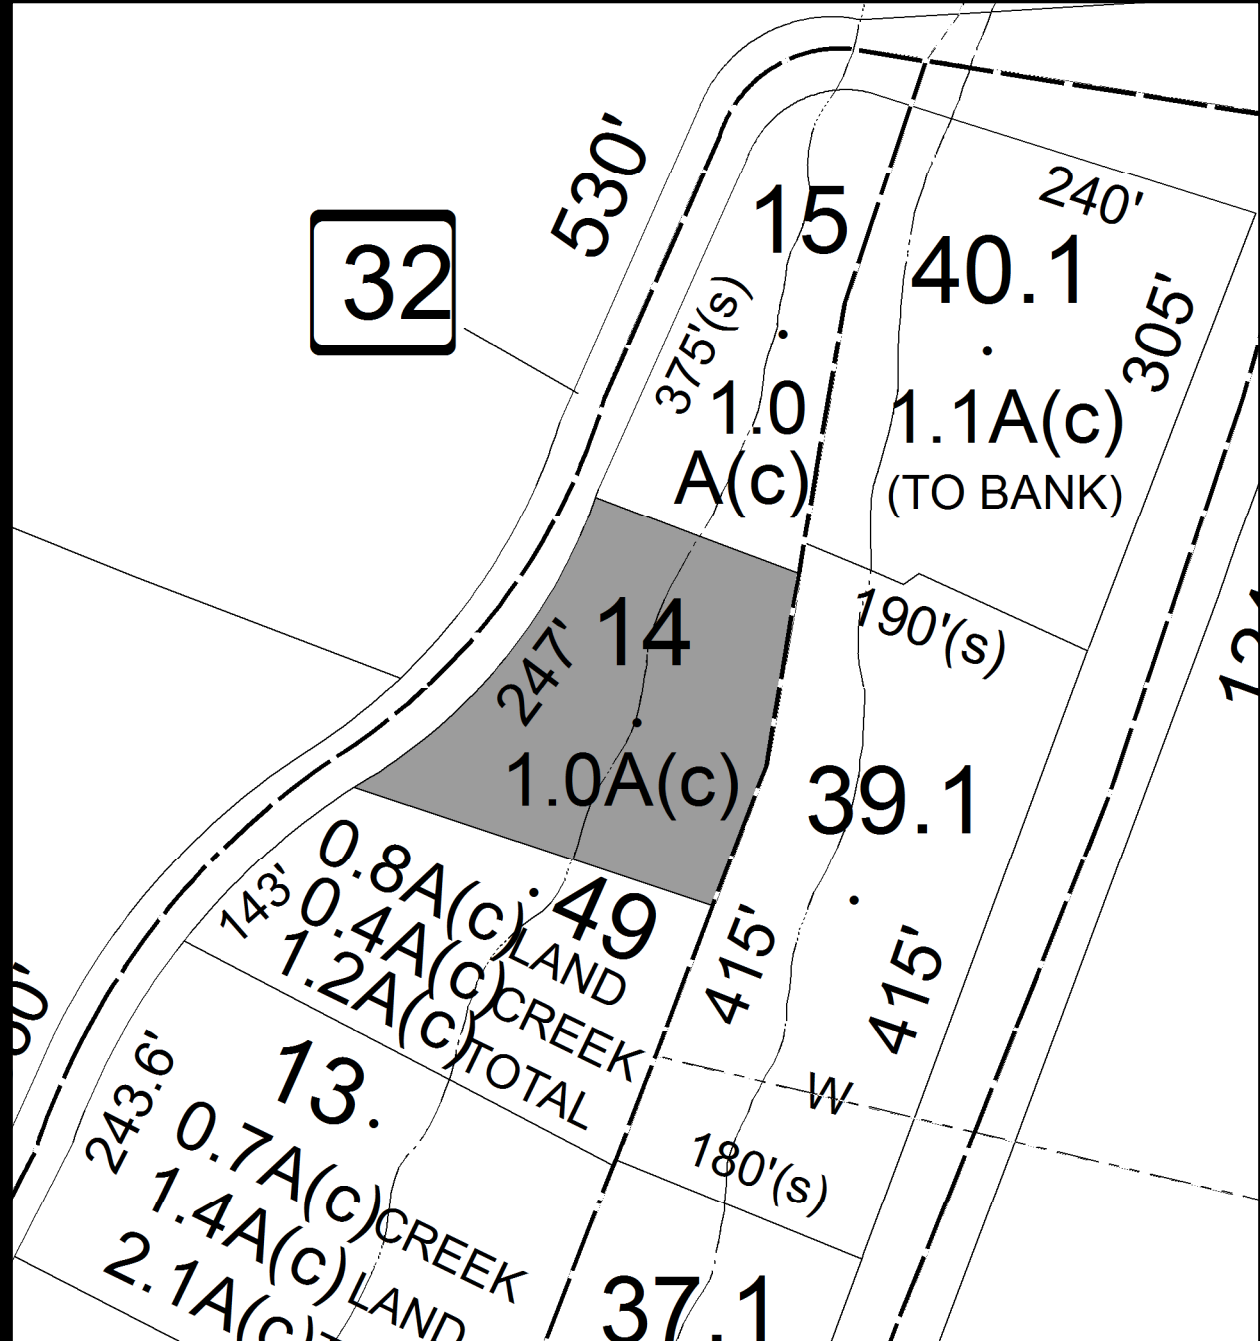 530'
240'
15
32
40.1
305'
375'(s)
1.0
A(c)
1.1A(c)
(TO BANK)
190'(s)
14
247'
1.0A(c)
39.1
0.8A(c)LAND
0.4A(c)CREEK
1.2A(c)TOTAL
49
143'
415'
415'
W
13
243.6'
180'(s)
0.7A(c)CREEK
1.4A(c)LAND
2.1A(c)
37.1